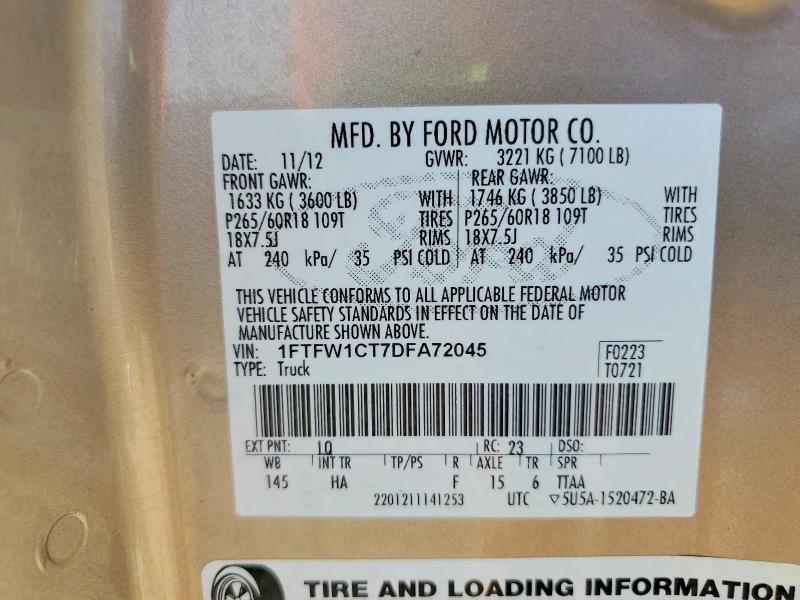 MFD. BY FORD MOTOR CO.
DATE: 11/12 GVWR: 3221 KG ( 7100 LB)
FRONT GAWR: REAR GAWR:
1633 KG ( 3600 LB) WITH 1746 KG ( 3850 LB) WITH
P265/60R18 109T TIRES P265/60R18 109T TIRES
18X7.5J RIMS 18X7.5J RIMS
AT 240 kPa/ 35 PSI COLD AT 240 kPa/ 35 PSI COLD
THIS VEHICLE CONFORMS TO ALL APPLICABLE FEDERAL MOTOR
VEHICLE SAFETY STANDARDS IN EFFECT ON THE DATE OF
MANUFACTURE SHOWN ABOVE.
VIN: 1FTFW1CT7DFA72045 F0223
TYPE: Truck T0721
EXT PNT: LQ RC: 23 DSO:
WB INT TR TP/PS R AXLE TR SPR
145 HA F 15 6 TTAA
2201211141253 UTC ▽5U5A-1520472-BA
TIRE AND LOADING INFORMATION